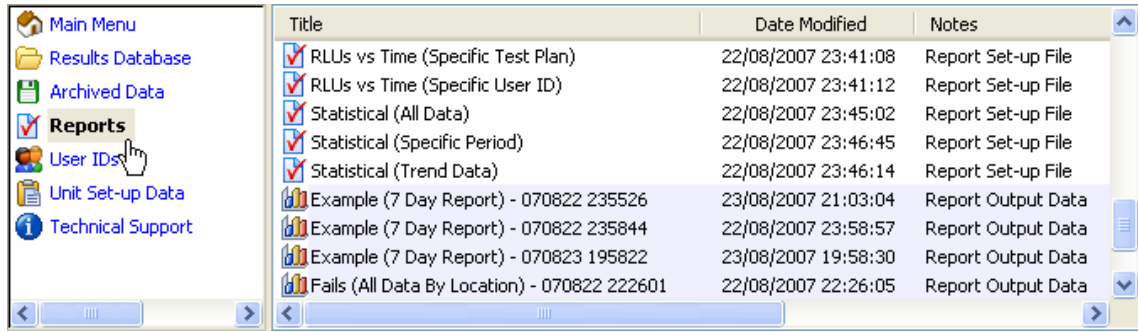 Main Menu
Results Database
Archived Data
Reports
User IDs
Unit Set-up Data
Technical Support
Title Date Modified Notes
RLUs vs Time (Specific Test Plan) 22/08/2007 23:41:08 Report Set-up File
RLUs vs Time (Specific User ID) 22/08/2007 23:41:12 Report Set-up File
Statistical (All Data) 22/08/2007 23:45:02 Report Set-up File
Statistical (Specific Period) 22/08/2007 23:46:45 Report Set-up File
Statistical (Trend Data) 22/08/2007 23:46:14 Report Set-up File
Example (7 Day Report) - 070822 235526 23/08/2007 21:03:04 Report Output Data
Example (7 Day Report) - 070822 235844 22/08/2007 23:58:57 Report Output Data
Example (7 Day Report) - 070823 195822 23/08/2007 19:58:30 Report Output Data
Fails (All Data By Location) - 070822 222601 22/08/2007 22:26:05 Report Output Data